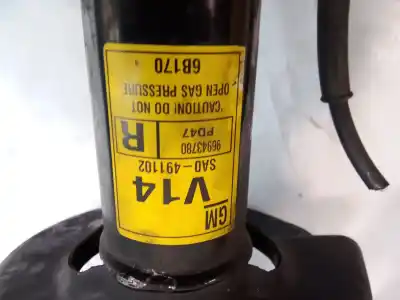 GM
V14
SAD-491102
96943780
PD47
R
"CAUTION! DO NOT
OPEN GAS PRESSURE
6B170